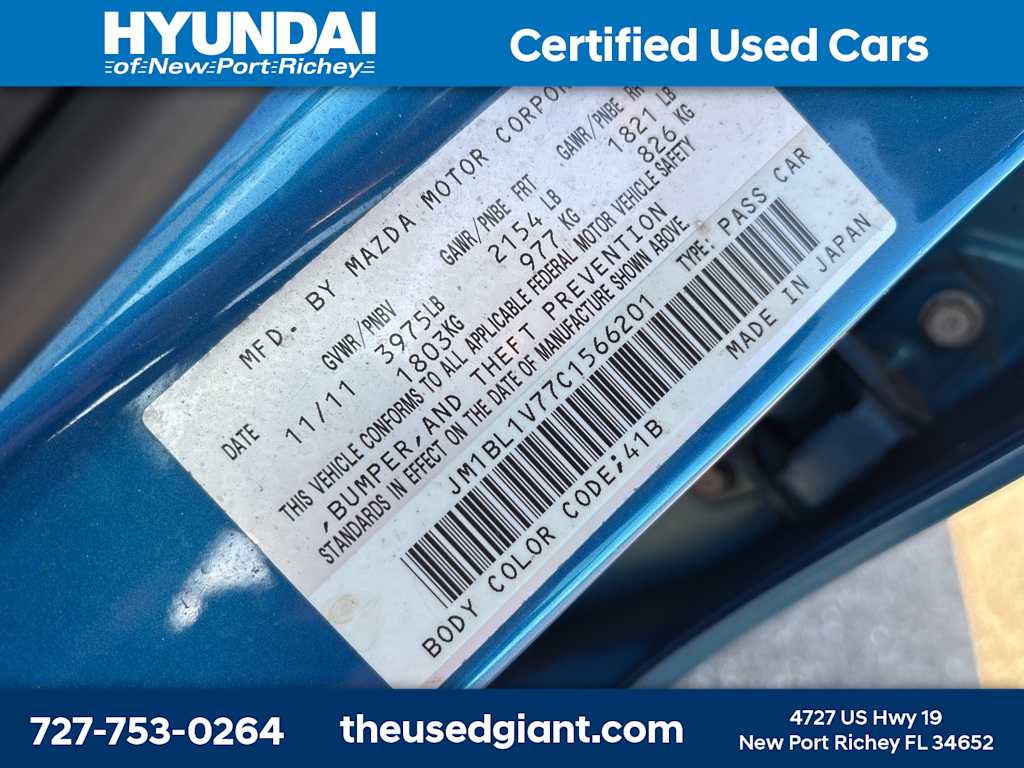 HYUNDAI
of New Port Richey
Certified Used Cars
MFD. BY MAZDA MOTOR
GVWR/PNBV GAWR/PNBE FRT GAWR/PNBE
DATE 11/11 3975LB 2154 LB 1821 LB
1803KG 977 KG 826 KG
THIS VEHICLE CONFORMS TO ALL APPLICABLE FEDERAL MOTOR VEHICLE SAFETY
,BUMPER,AND THEFT PREVENTION
STANDARDS IN EFFECT ON THE DATE OF MANUFACTURE SHOWN ABOVE
JM1BL1V77C1566201 TYPE: PASS CAR
BODY COLOR CODE;41B MADE IN JAPAN
727-753-0264
theusedgiant.com
4727 US Hwy 19
New Port Richey FL 34652